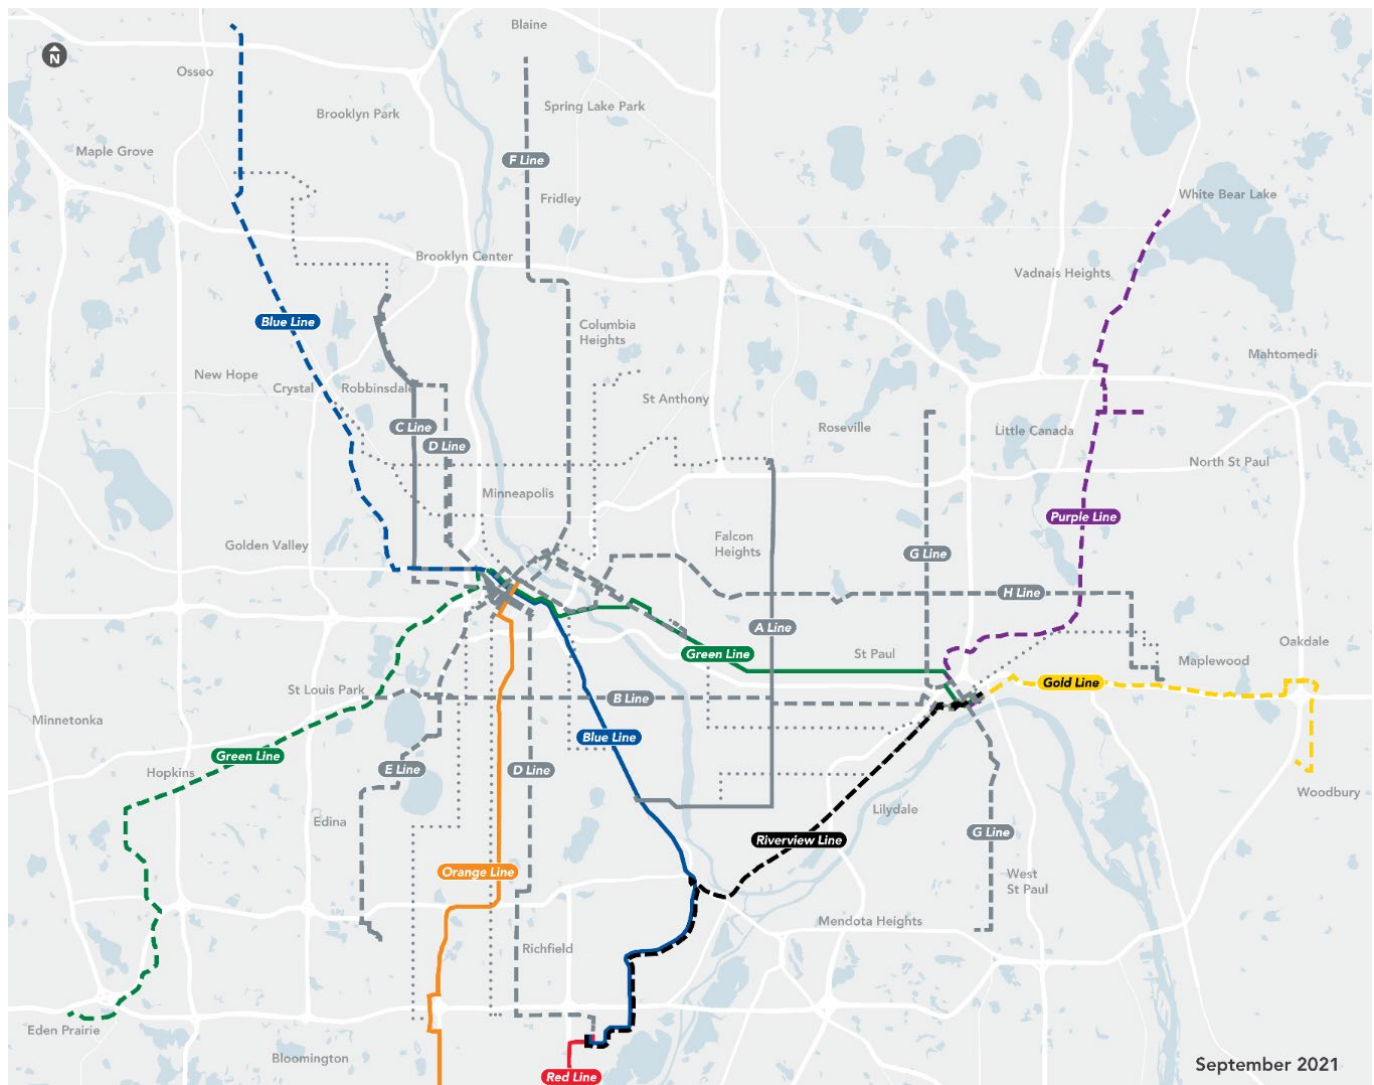 Blaine
N
Osseo
Spring Lake Park
Brooklyn Park
Maple Grove
F Line
White Bear Lake
Fridley
Brooklyn Center
Vadnais Heights
Blue Line
Columbia
Heights
Mahtomedi
New Hope
Crystal
Robbinsdale
St Anthony
C Line
Roseville
Little Canada
D Line
North St Paul
Minneapolis
Purple Line
Golden Valley
Falcon
Heights
G Line
H Line
A Line
Oakdale
Green Line
St Paul
Maplewood
Gold Line
St Louis Park
B Line
Minnetonka
Blue Line
Green Line
Hopkins
E Line
D Line
Woodbury
Lilydale
Edina
G Line
Riverview Line
Orange Line
West
St Paul
Mendota Heights
Richfield
Eden Prairie
Bloomington
September 2021
Red Line